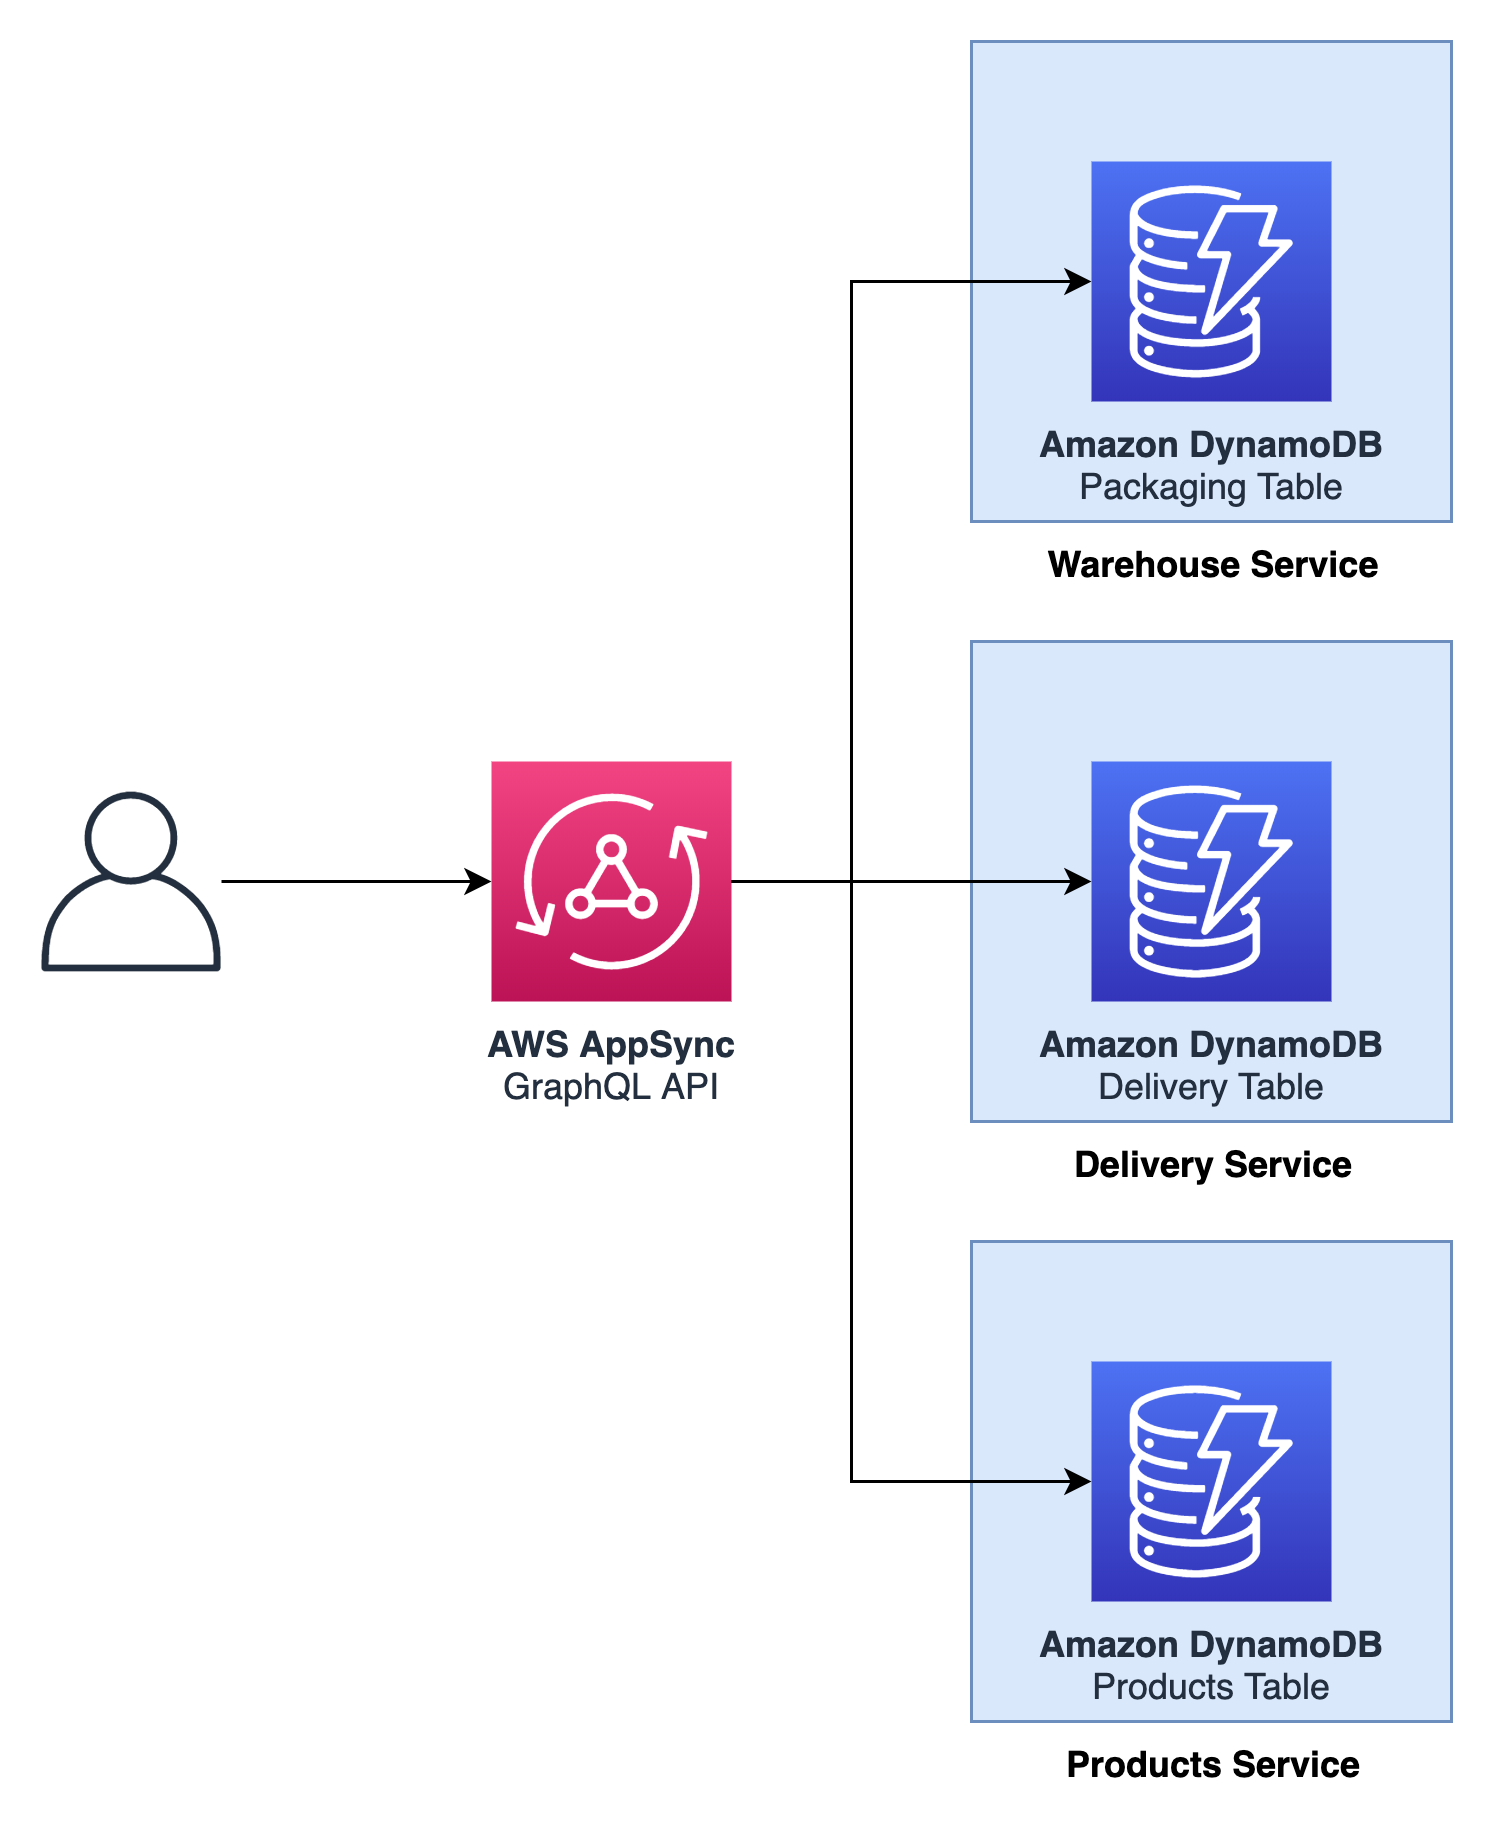 Amazon DynamoDB
Packaging Table
Warehouse Service
AWS AppSync
GraphQL API
Amazon DynamoDB
Delivery Table
Delivery Service
Amazon DynamoDB
Products Table
Products Service